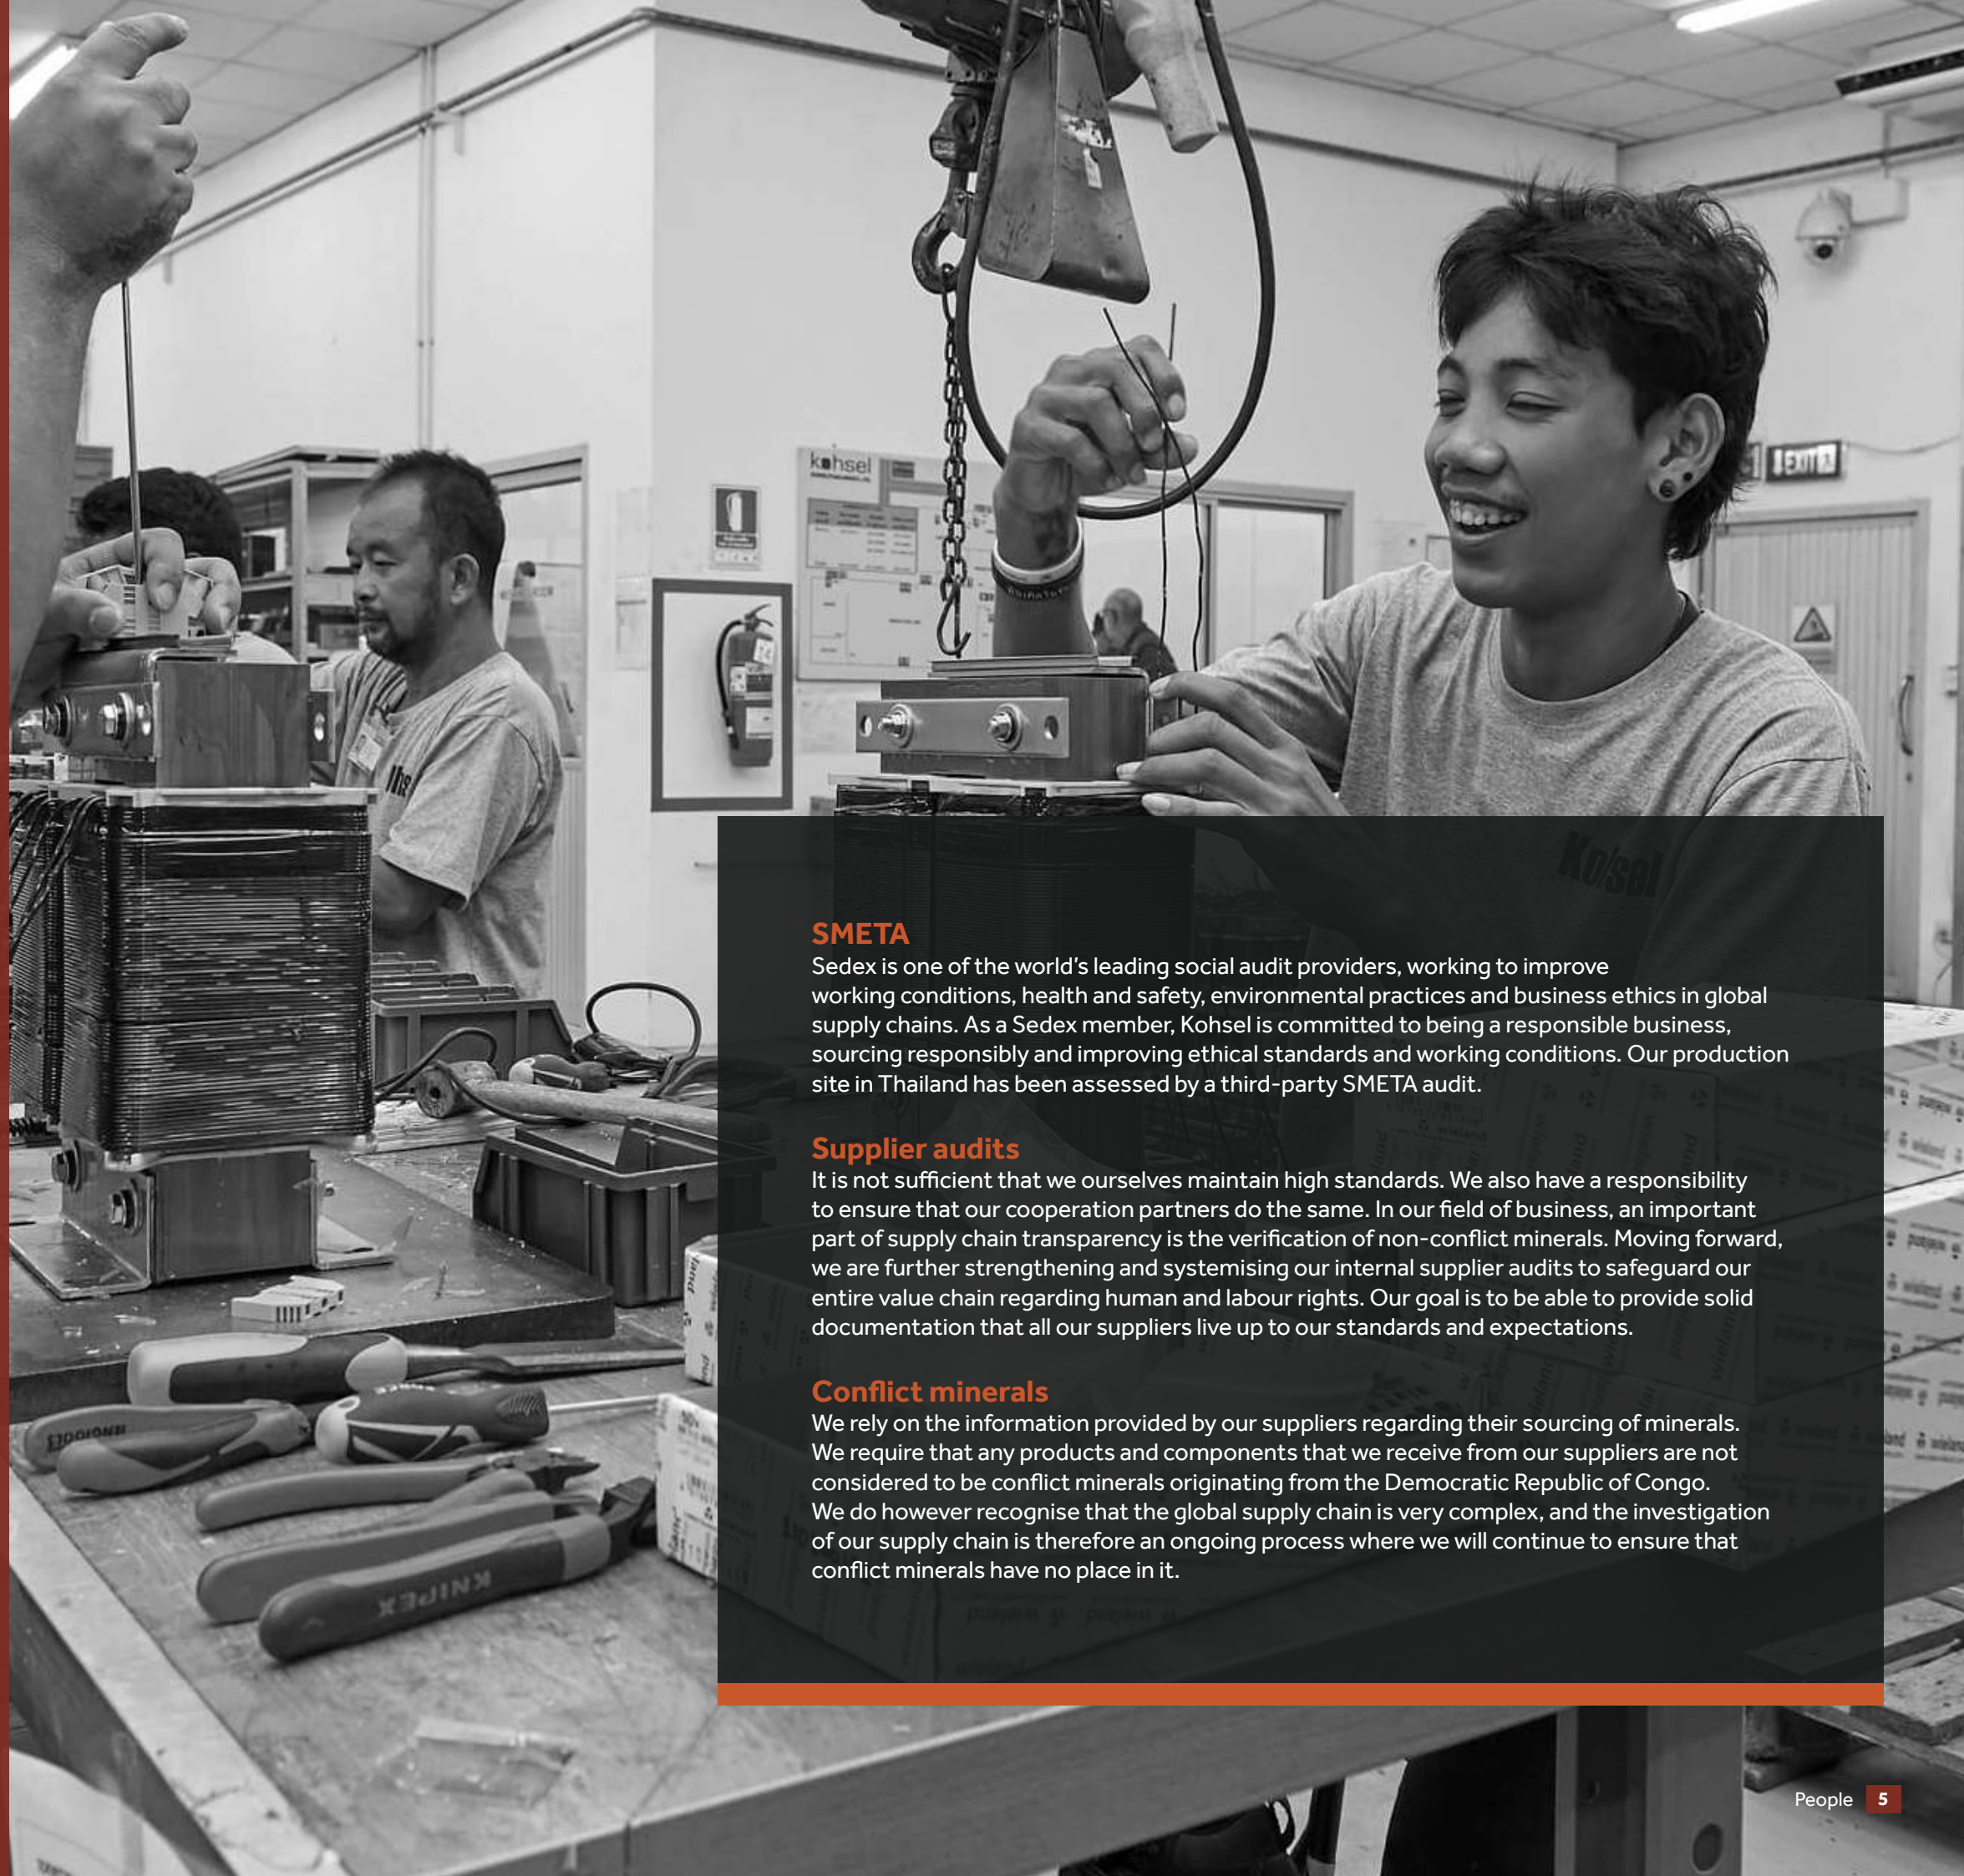 kohsel
EXIT
Kohsel
SMETA
Sedex is one of the world's leading social audit providers, working to improve
working conditions, health and safety, environmental practices and business ethics in global
supply chains. As a Sedex member, Kohsel is committed to being a responsible business,
sourcing responsibly and improving ethical standards and working conditions. Our production
site in Thailand has been assessed by a third-party SMETA audit.
Supplier audits
It is not sufficient that we ourselves maintain high standards. We also have a responsibility
to ensure that our cooperation partners do the same. In our field of business, an important
part of supply chain transparency is the verification of non-conflict minerals. Moving forward,
we are further strengthening and systemising our internal supplier audits to safeguard our
entire value chain regarding human and labour rights. Our goal is to be able to provide solid
documentation that all our suppliers live up to our standards and expectations.
Conflict minerals
We rely on the information provided by our suppliers regarding their sourcing of minerals.
We require that any products and components that we receive from our suppliers are not
considered to be conflict minerals originating from the Democratic Republic of Congo.
We do however recognise that the global supply chain is very complex, and the investigation
of our supply chain is therefore an ongoing process where we will continue to ensure that
conflict minerals have no place in it.
wieland
KNIPEX
People 5